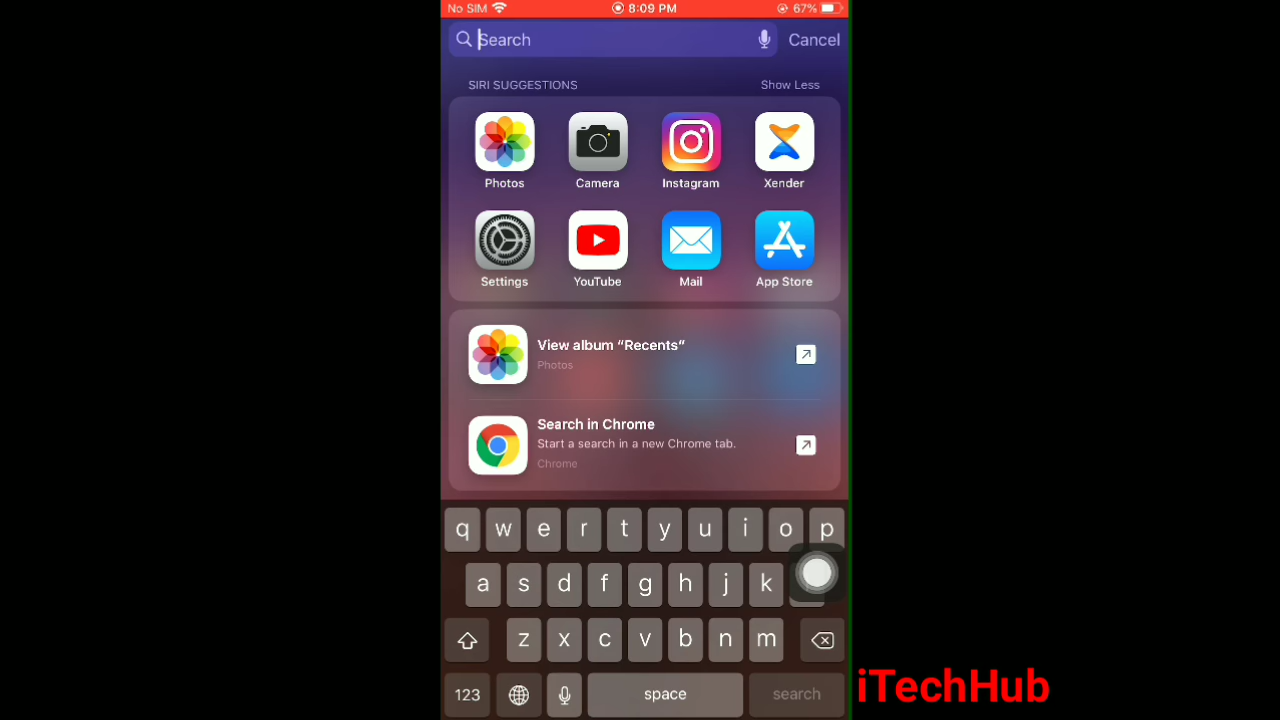 No SIM 8:09 PM 67%
Search Cancel
SIRI SUGGESTIONS Show Less
Photos Camera Instagram Xender
Settings YouTube Mail App Store
View album “Recents”
Photos
Search in Chrome
Start a search in a new Chrome tab.
Chrome
q w e r t y u i o p
a s d f g h j k
z x c v b n m
123 space search
iTechHub